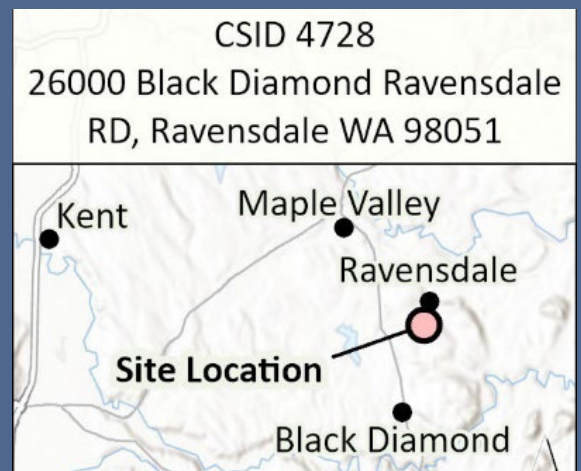 CSID 4728
26000 Black Diamond Ravensdale
RD, Ravensdale WA 98051
Kent
Maple Valley
Ravensdale
Site Location
Black Diamond